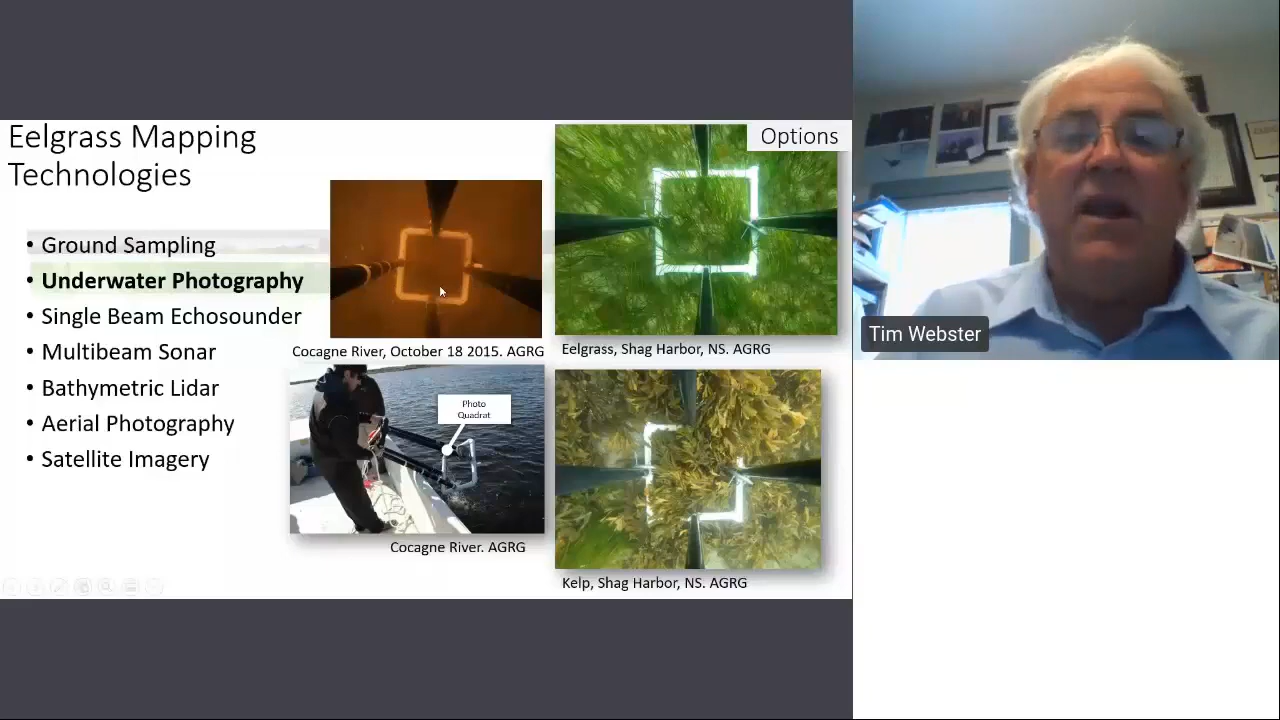 Eelgrass Mapping
Technologies
Options
• Ground Sampling
• Underwater Photography
• Single Beam Echosounder
• Multibeam Sonar
• Bathymetric Lidar
• Aerial Photography
• Satellite Imagery
Cocagne River, October 18 2015. AGRG
Eelgrass, Shag Harbor, NS. AGRG
Photo
Quadrat
Cocagne River. AGRG
Kelp, Shag Harbor, NS. AGRG
Tim Webster